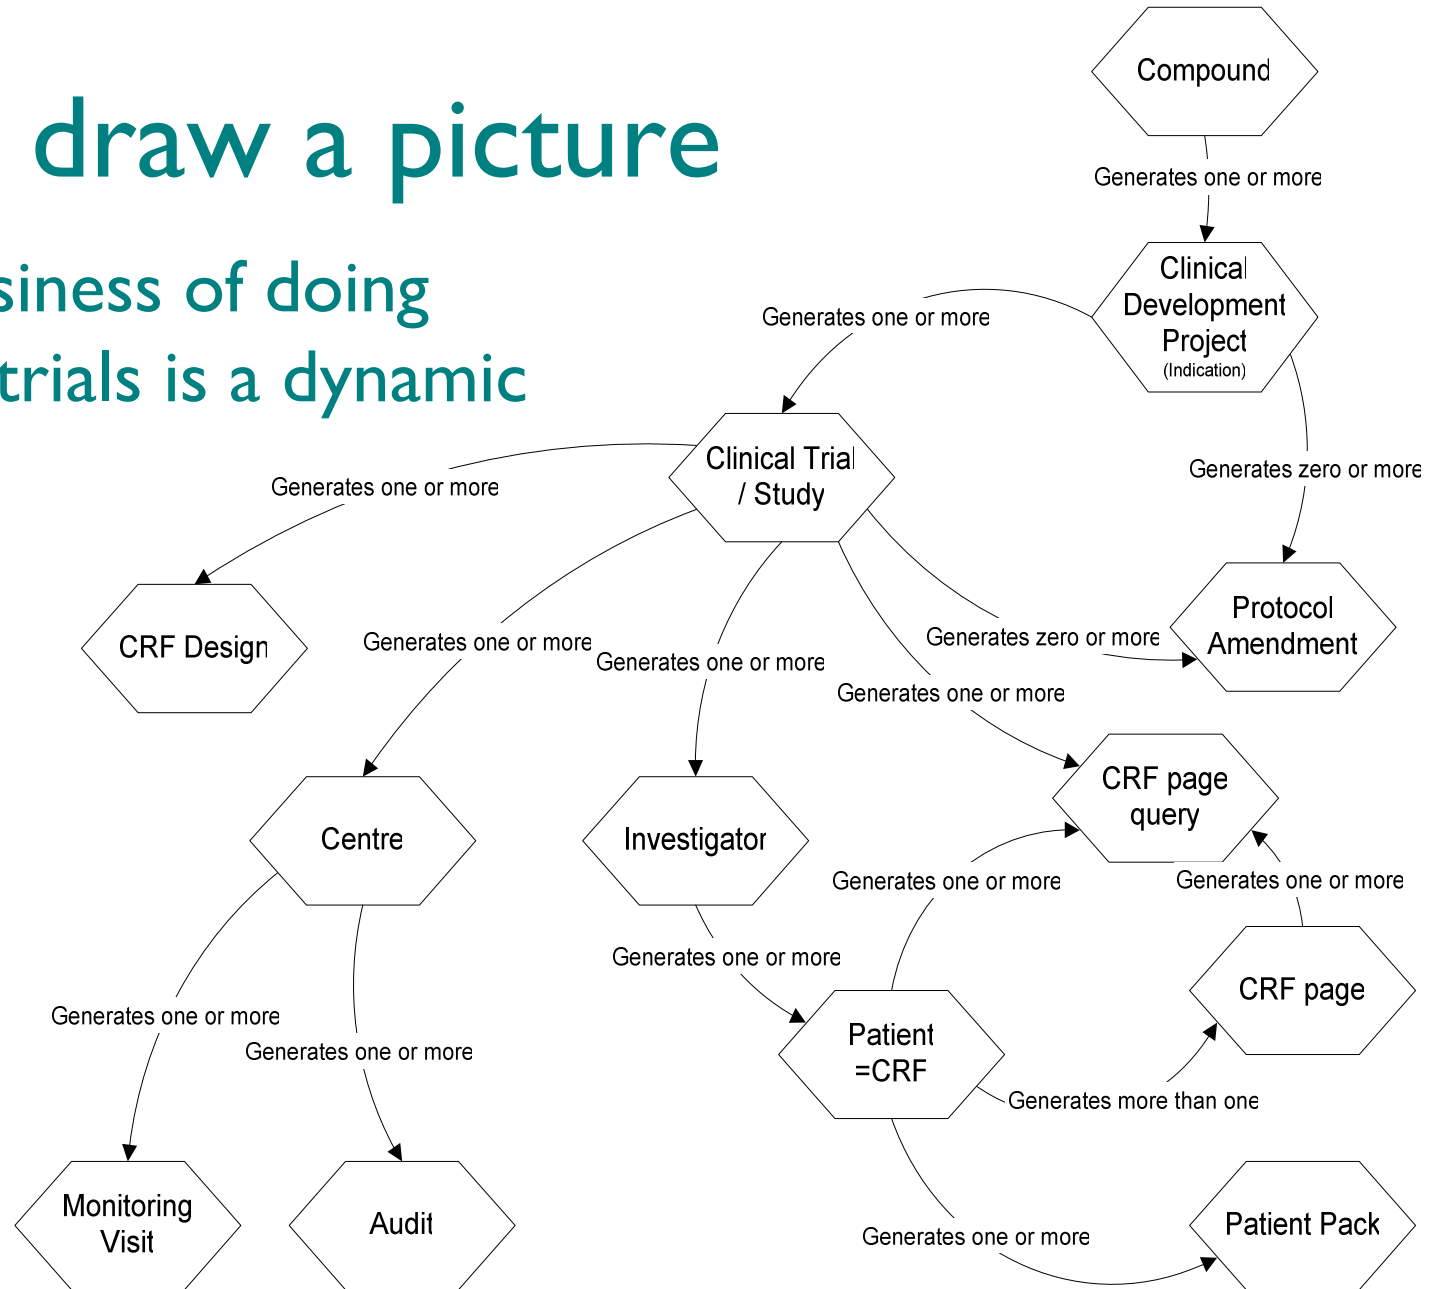 draw a picture
siness of doing
trials is a dynamic
Compound
Generates one or more
Clinical
Development
Project
(Indication)
Generates one or more
Generates zero or more
Clinical Trial
/ Study
Generates one or more
Generates one or more
Generates one or more
Generates zero or more
Generates one or more
CRF Design
Protocol
Amendment
Centre
Investigator
CRF page
query
Generates one or more
Generates one or more
Generates one or more
CRF page
Generates one or more
Generates one or more
Patient
=CRF
Generates more than one
Monitoring
Visit
Audit
Generates one or more
Patient Pack